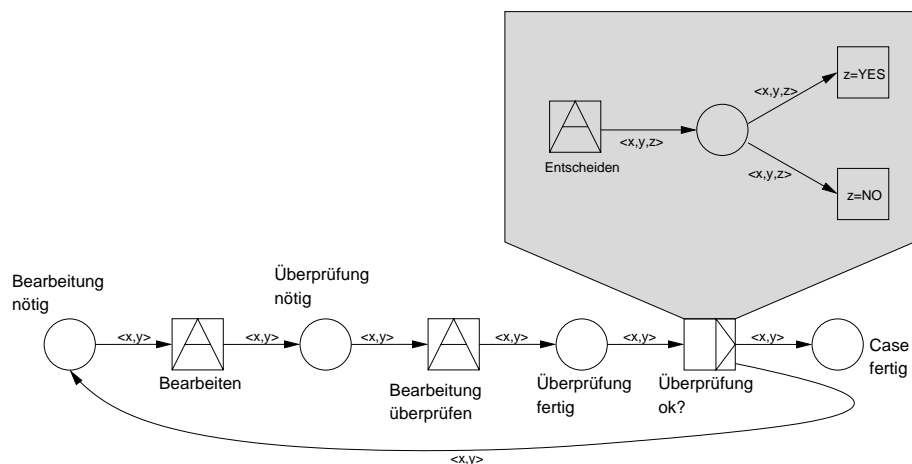 z=YES
<x,y,z>
<x,y,z>
Entscheiden
<x,y,z>
z=NO
Bearbeitung
nötig
Überprüfung
nötig
<x,y>
<x,y>
<x,y>
<x,y>
<x,y>
<x,y>
Case
fertig
Bearbeiten
Bearbeitung
überprüfen
Überprüfung
fertig
Überprüfung
ok?
<x,y>